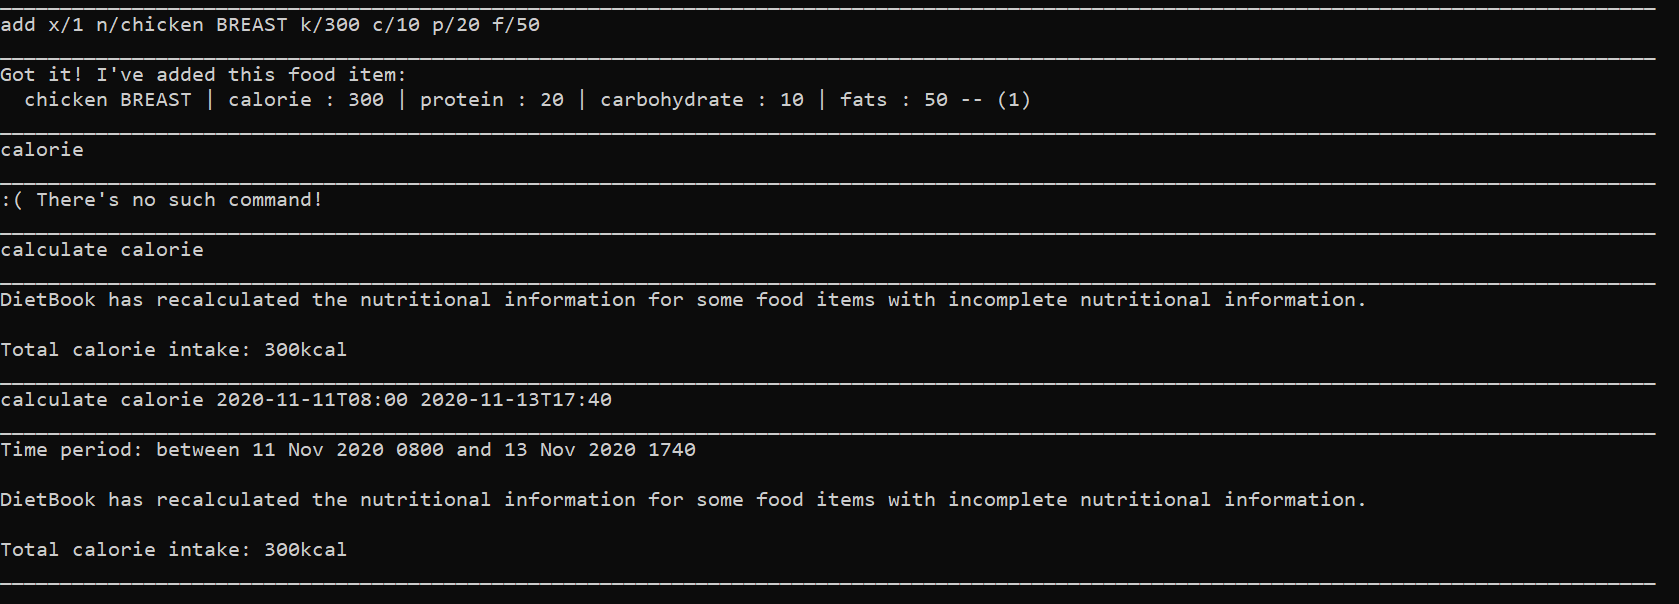 add x/1 n/chicken BREAST k/300 c/10 p/20 f/50
Got it! I've added this food item:
chicken BREAST | calorie : 300 | protein : 20 | carbohydrate : 10 | fats : 50 -- (1)
calorie
:( There's no such command!
calculate calorie
DietBook has recalculated the nutritional information for some food items with incomplete nutritional information.
Total calorie intake: 300kcal
calculate calorie 2020-11-11T08:00 2020-11-13T17:40
Time period: between 11 Nov 2020 0800 and 13 Nov 2020 1740
DietBook has recalculated the nutritional information for some food items with incomplete nutritional information.
Total calorie intake: 300kcal